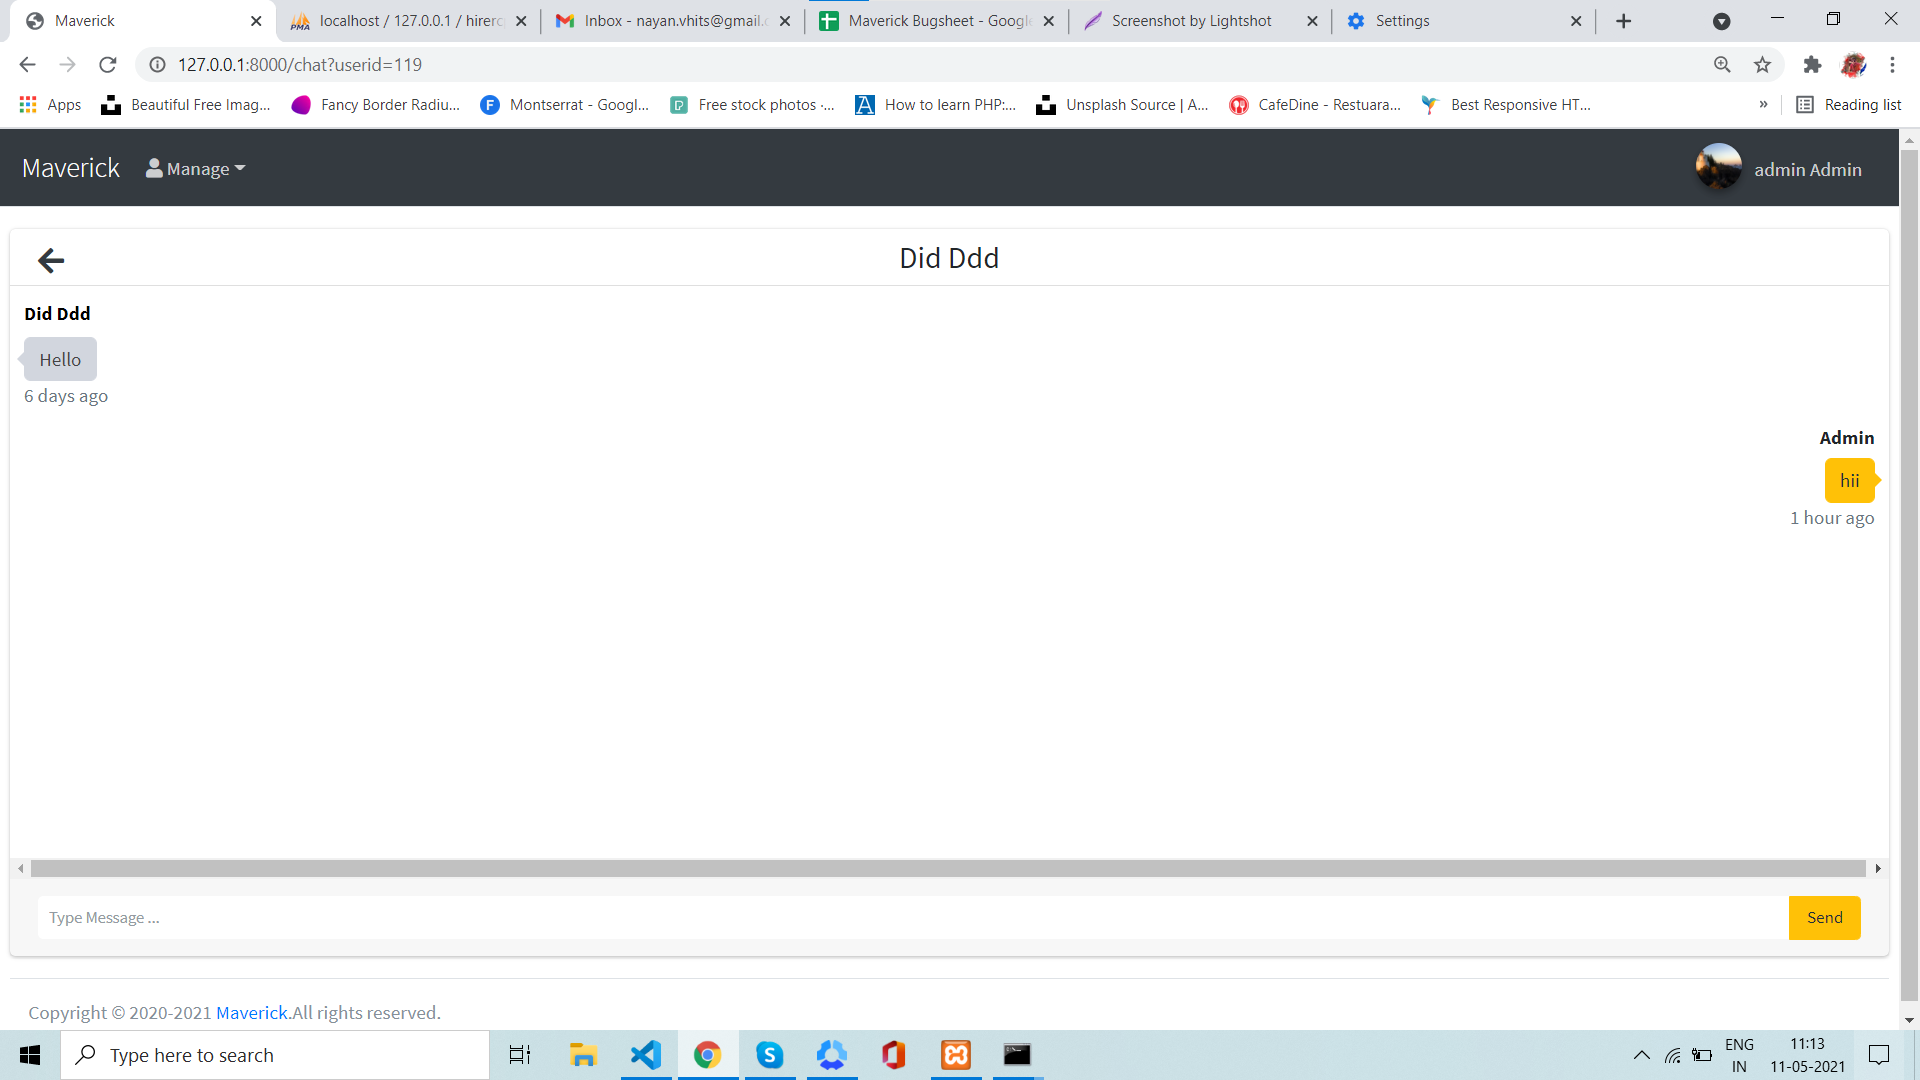 Maverick
localhost / 127.0.0.1 / hirerc
Inbox - nayan.vhits@gmail.
Maverick Bugsheet - Google
Screenshot by Lightshot
Settings
127.0.0.1:8000/chat?userid=119
Apps
Beautiful Free Imag...
Fancy Border Radiu...
Montserrat - Googl...
Free stock photos ·...
How to learn PHP:...
Unsplash Source | A...
CafeDine - Restuara...
Best Responsive HT...
»
Reading list
Maverick
Manage
admin Admin
Did Ddd
Did Ddd
Hello
6 days ago
Admin
hii
1 hour ago
Type Message ...
Send
Copyright © 2020-2021 Maverick.All rights reserved.
Type here to search
ENG
IN
11:13
11-05-2021